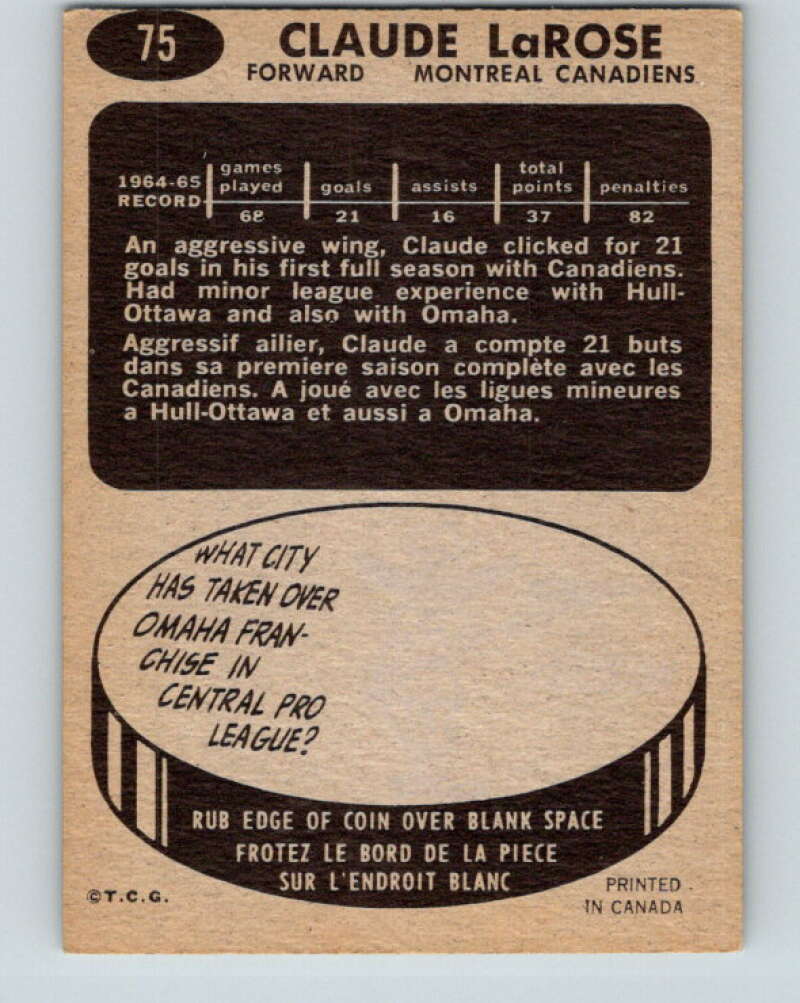 75
CLAUDE LaROSE
FORWARD MONTREAL CANADIENS
1964-65 RECORD games played goals assists total points penalties
68 21 16 37 82
An aggressive wing, Claude clicked for 21
goals in his first full season with Canadiens.
Had minor league experience with Hull-
Ottawa and also with Omaha.
Aggressif ailier, Claude a compte 21 buts
dans sa premiere saison complète avec les
Canadiens. A joué avec les ligues mineures
a Hull-Ottawa et aussi a Omaha.
WHAT CITY
HAS TAKEN OVER
OMAHA FRAN-
CHISE IN
CENTRAL PRO
LEAGUE?
RUB EDGE OF COIN OVER BLANK SPACE
FROTEZ LE BORD DE LA PIECE
SUR L'ENDROIT BLANC
©T.C.G.
PRINTED
IN CANADA